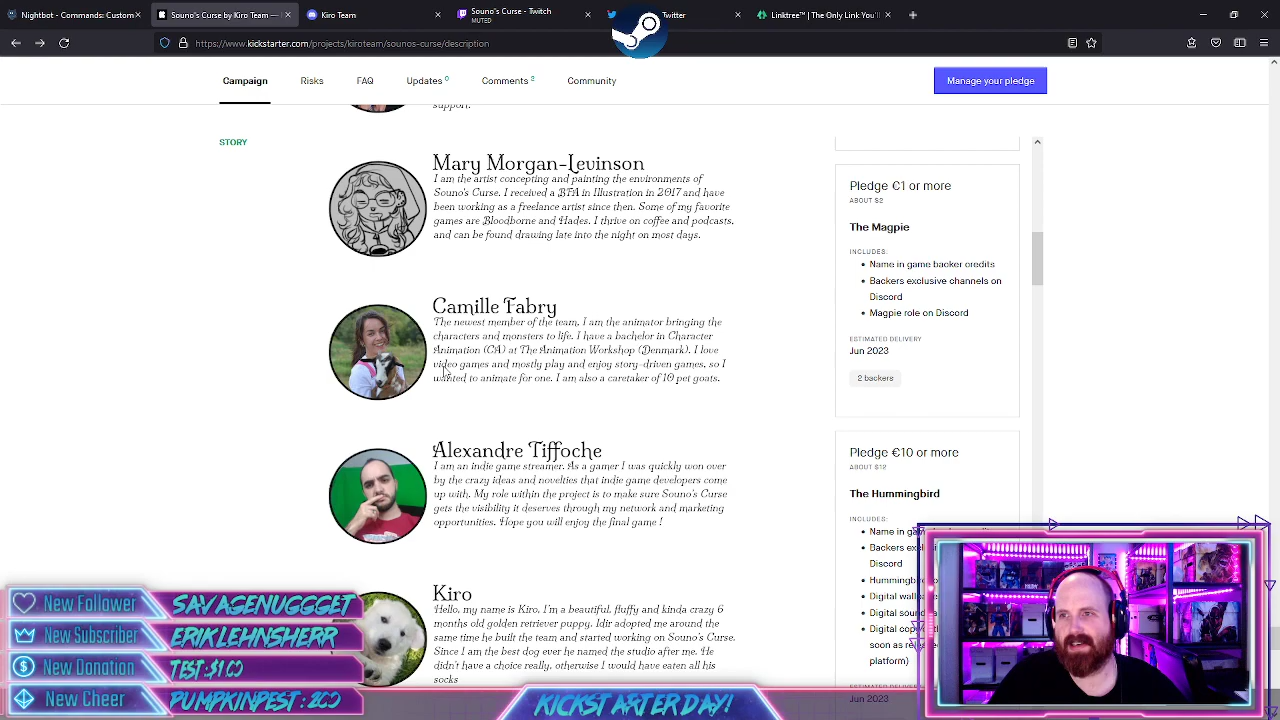 Kiro Team
Souno's Curse - Twitch
MUTED
Twitter
Linktree™ | The Only Link You
https://www.kickstarter.com/projects/kiroteam/sounos-curse/description
Campaign Risks FAQ Updates 0 Comments 2 Community
Manage your pledge
support.
STORY
Mary Morgan-Levinson
I am the artist concepting and painting the environments of
Souno's Curse. I received a BFA in Illustration in 2017 and have
been working as a freelance artist since then. Some of my favorite
games are Bloodborne and Hades. I thrive on coffee and podcasts,
and can be found drawing late into the night on most days.
Camille Fabry
The newest member of the team, I am the animator bringing the
characters and monsters to life. I have a bachelor in Character
Animation (CA) at The Animation Workshop (Denmark). I love
video games and mostly play and enjoy story-driven games, so I
wanted to animate for one. I am also a caretaker of 10 pet goats.
Alexandre Tiffoche
I am an indie game streamer. As a gamer I was quickly won over
by the crazy ideas and novelties that indie game developers come
up with. My role within the project is to make sure Souno's Curse
gets the visibility it deserves through my network and marketing
opportunities. Hope you will enjoy the final game !
Kiro
Hello, my name is Kiro, I'm a beautiful, fluffy and kinda crazy 6
months old golden retriever puppy. Idir adopted me around the
same time he built the team and started working on Souno's Curse.
Since I am the best dog ever he named the studio after me. He
didn't have a choice really, otherwise I would have eaten all his
socks
Pledge €1 or more
ABOUT $2
The Magpie
INCLUDES:
Name in game backer credits
Backers exclusive channels on
Discord
Magpie role on Discord
ESTIMATED DELIVERY
Jun 2023
2 backers
Pledge €10 or more
ABOUT $12
The Hummingbird
INCLUDES:
Name in
Backers
Discord
Digital
Digital
Digital
soon as
platform)
Jun 2023
New Follower
New Subscriber ERIKLEHNSHERR
New Donation TEST:$1.00
New Cheer PUMKINBEST : 200